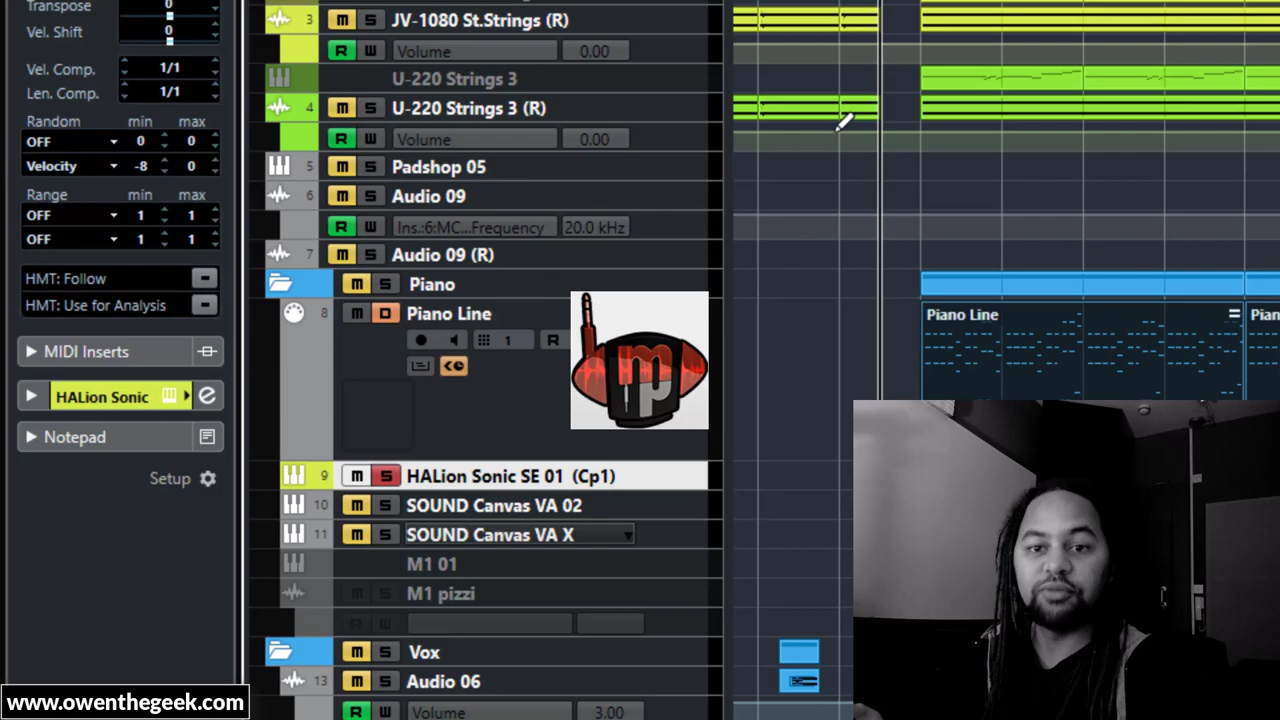 Transpose 0
Vel. Shift 0
Vel. Comp. 1/1
Len. Comp. 1/1
Random min max
OFF 0 0
Velocity -8 0
Range min max
OFF 1 1
OFF 1 1
HMT: Follow
HMT: Use for Analysis
MIDI Inserts
HALion Sonic
Notepad
Setup
3 m S JV-1080 St.Strings (R)
R W Volume 0.00
U-220 Strings 3
4 m S U-220 Strings 3 (R)
R W Volume 0.00
5 m S Padshop 05
6 m S Audio 09
R W Ins.:6:MC...Frequency 20.0 kHz
7 m S Audio 09 (R)
m S Piano
8 m D Piano Line
1 R
mp
9 m S HALion Sonic SE 01 (Cp1)
10 m S SOUND Canvas VA 02
11 m S SOUND Canvas VA X
M1 01
m S M1 pizzi
R W
m S Vox
13 m S Audio 06
R W Volume 3.00
Piano Line
Pian
www.owenthegeek.com